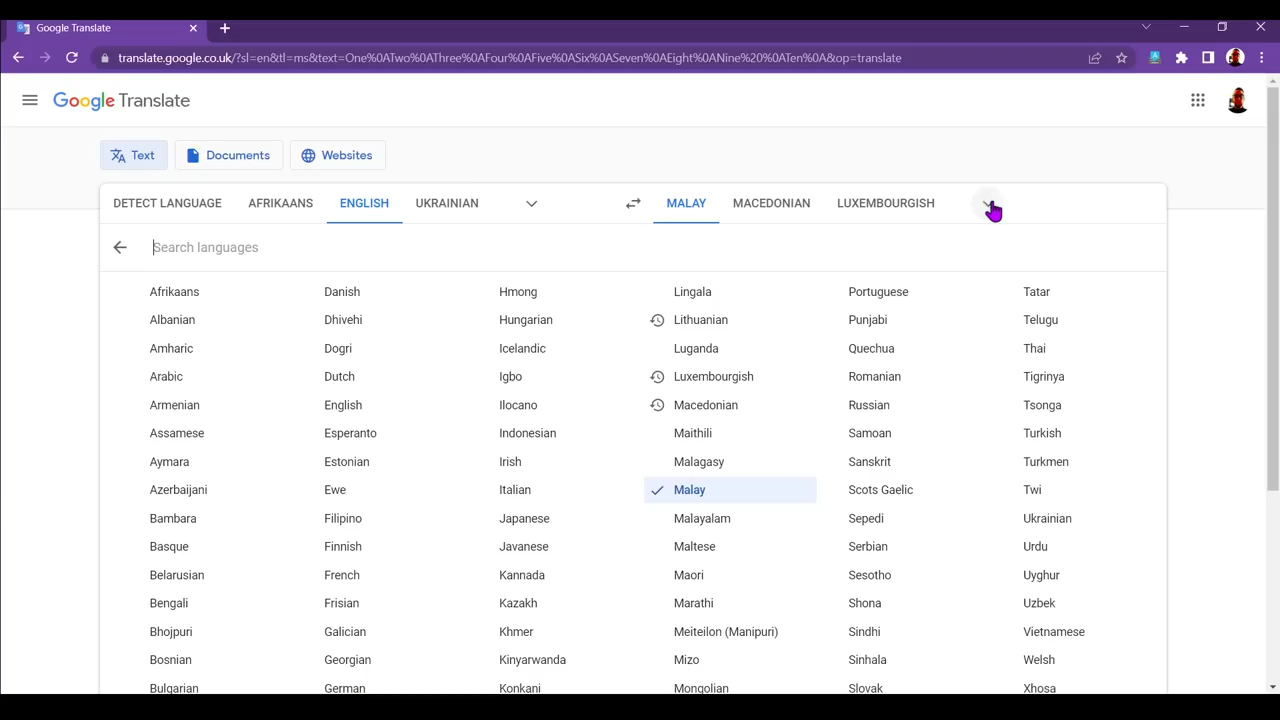 Google Translate
translate.google.co.uk/?sl=en&tl=ms&text=One%0ATwo%0AThree%0AFour%0AFive%0ASix%0ASeven%0AEight%0ANine%20%0ATen%0A&op=translate
Google Translate
Text Documents Websites
DETECT LANGUAGE AFRIKAANS ENGLISH UKRAINIAN MALAY MACEDONIAN LUXEMBOURGISH
Search languages
Afrikaans Danish Hmong Lingala Portuguese Tatar
Albanian Dhivehi Hungarian Lithuanian Punjabi Telugu
Amharic Dogri Icelandic Luganda Quechua Thai
Arabic Dutch Igbo Luxembourgish Romanian Tigrinya
Armenian English Ilocano Macedonian Russian Tsonga
Assamese Esperanto Indonesian Maithili Samoan Turkish
Aymara Estonian Irish Malagasy Sanskrit Turkmen
Azerbaijani Ewe Italian Malay Scots Gaelic Twi
Bambara Filipino Japanese Malayalam Sepedi Ukrainian
Basque Finnish Javanese Maltese Serbian Urdu
Belarusian French Kannada Maori Sesotho Uyghur
Bengali Frisian Kazakh Marathi Shona Uzbek
Bhojpuri Galician Khmer Meiteilon (Manipuri) Sindhi Vietnamese
Bosnian Georgian Kinyarwanda Mizo Sinhala Welsh
Bulgarian German Konkani Mongolian Slovak Xhosa